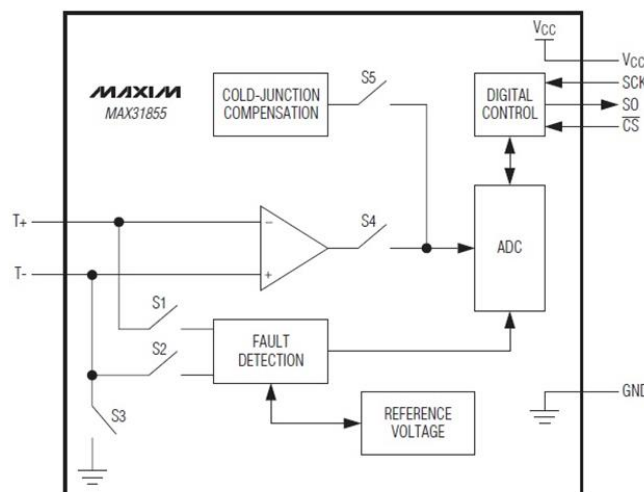 VCC
VCC
MAXIM
MAX31855
COLD-JUNCTION
COMPENSATION
S5
DIGITAL
CONTROL
SCK
SO
CS
T+
−
S4
ADC
T-
+
S1
FAULT
DETECTION
S2
S3
REFERENCE
VOLTAGE
GND